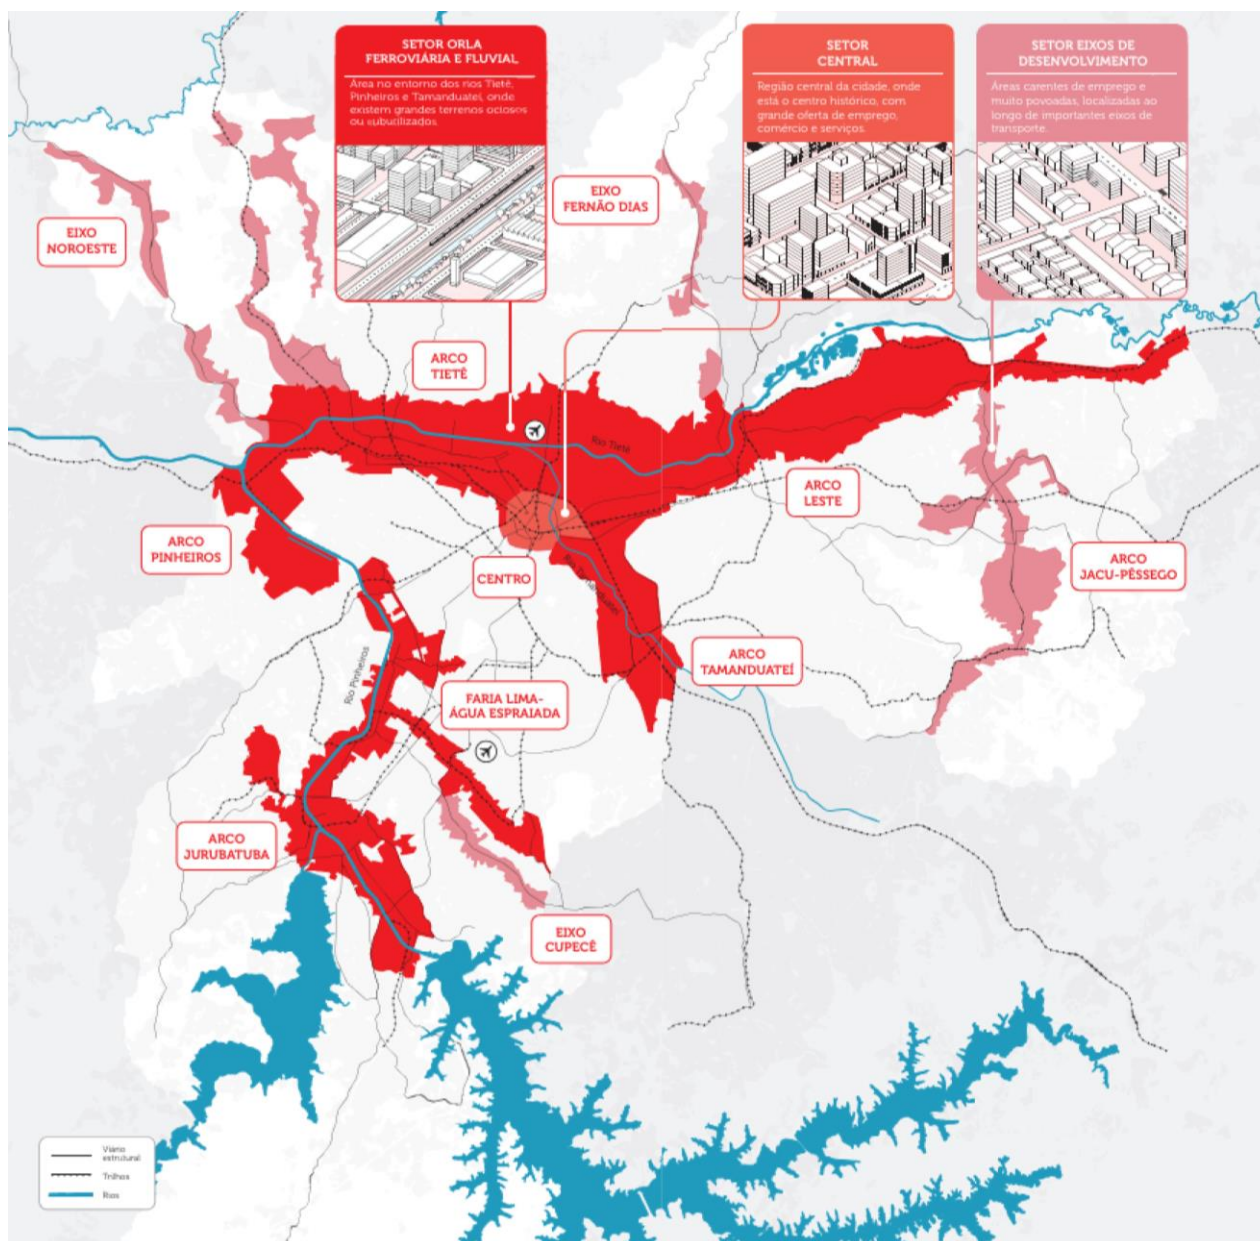 SETOR ORLA
FERROVIÁRIA E FLUVIAL
Área no entorno dos rios Tietê,
Pinheiros e Tamanduateí, onde
existem grandes terrenos ociosos
ou subutilizados.
SETOR
CENTRAL
Região central da cidade, onde
está o centro histórico, com
grande oferta de emprego,
comércio e serviços.
SETOR EIXOS DE
DESENVOLVIMENTO
Áreas carentes de emprego e
muito povoadas, localizadas ao
longo de importantes eixos de
transporte.
EIXO
NOROESTE
EIXO
FERNÃO DIAS
ARCO
TIETÊ
Rio Tietê
ARCO
LESTE
ARCO
PINHEIROS
CENTRO
Rio Tamanduateí
ARCO
JACU-PÊSSEGO
ARCO
TAMANDUATEÍ
Rio Pinheiros
FARIA LIMA-
ÁGUA ESPRAIADA
ARCO
JURUBATUBA
EIXO
CUPECÊ
Viário
estrutural
Trilhos
Rios